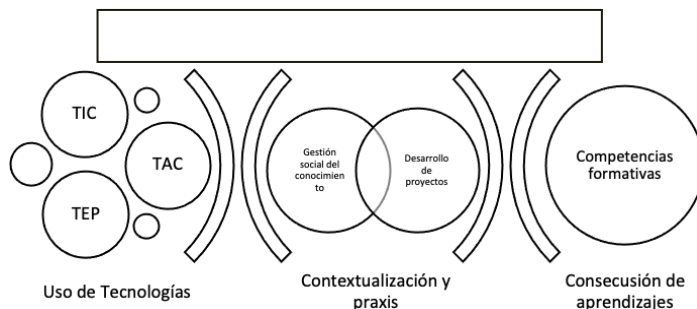 TIC
TAC
TEP
Gestión
social del
conocimien
to
Desarrollo
de
proyectos
Competencias
formativas
Uso de Tecnologías
Contextualización y
praxis
Consecusión de
aprendizajes